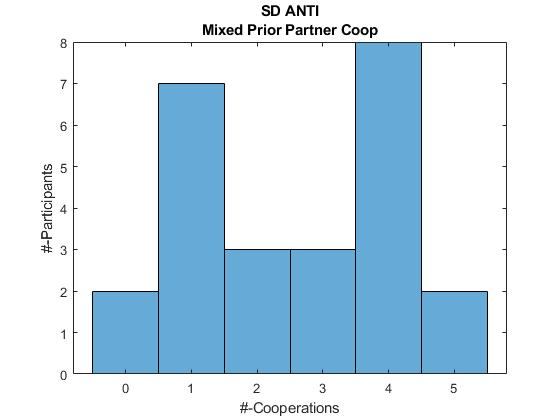 SD ANTI
Mixed Prior Partner Coop
8
7
6
5
4
3
2
1
0
#-Participants
0 1 2 3 4 5
#-Cooperations